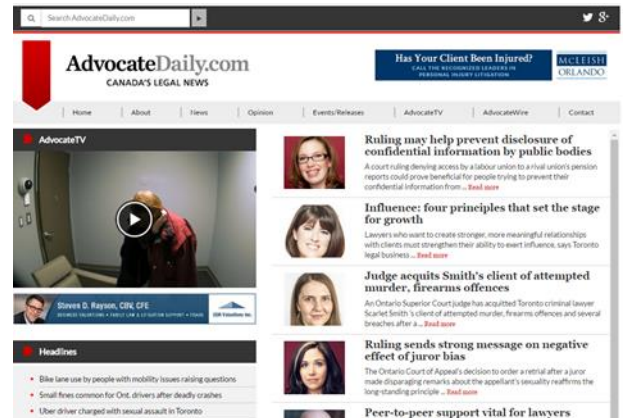 Search AdvocateDaily.com
AdvocateDaily.com
CANADA'S LEGAL NEWS
Has Your Client Been Injured?
CALL THE RECOGNIZED LEADERS IN
PERSONAL INJURY LITIGATION
MCLEISH
ORLANDO
Home About News Opinion Events/Releases AdvocateTV AdvocateWire Contact
AdvocateTV
Steven D. Rayson, CBV, CFE
BUSINESS VALUATIONS • FAMILY LAW & LITIGATION SUPPORT • FRAUD
Headlines
Bike lane use by people with mobility issues raising questions
Small fines common for Ont. drivers after deadly crashes
Uber driver charged with sexual assault in Toronto
Ruling may help prevent disclosure of
confidential information by public bodies
A court ruling denying access by a labour union to a rival union's pension
reports could prove beneficial for people trying to prevent their
confidential information from ... Read more
Influence: four principles that set the stage
for growth
Lawyers who want to create stronger, more meaningful relationships
with clients must strengthen their ability to exert influence, says Toronto
legal business ... Read more
Judge acquits Smith's client of attempted
murder, firearms offences
An Ontario Superior Court judge has acquitted Toronto criminal lawyer
Scarlet Smith 's client of attempted murder, firearms offences and several
breaches after a ... Read more
Ruling sends strong message on negative
effect of juror bias
The Court of Appeal's decision to order a retrial after a juror
made disparaging remarks about the appellant's sexuality reaffirms the
long-standing principle ... Read more
Peer-to-peer support vital for lawyers